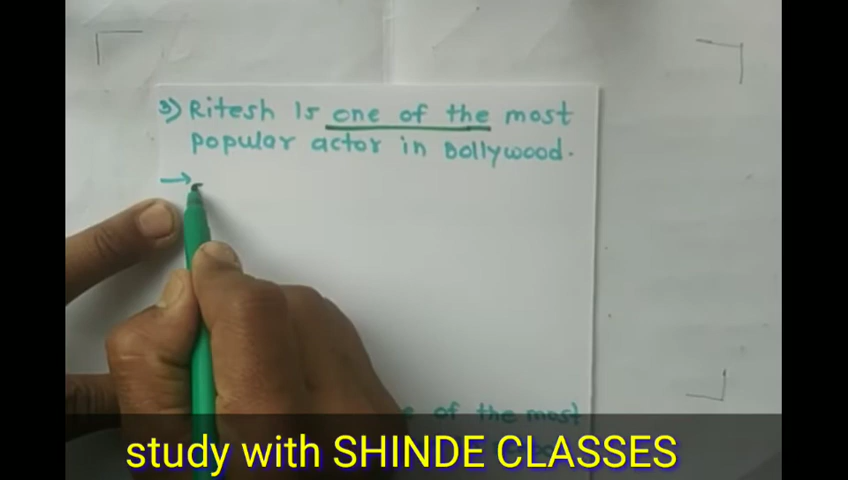 3) Ritesh is one of the most
popular actor in Bollywood.
→
of the most
study with SHINDE CLASSES